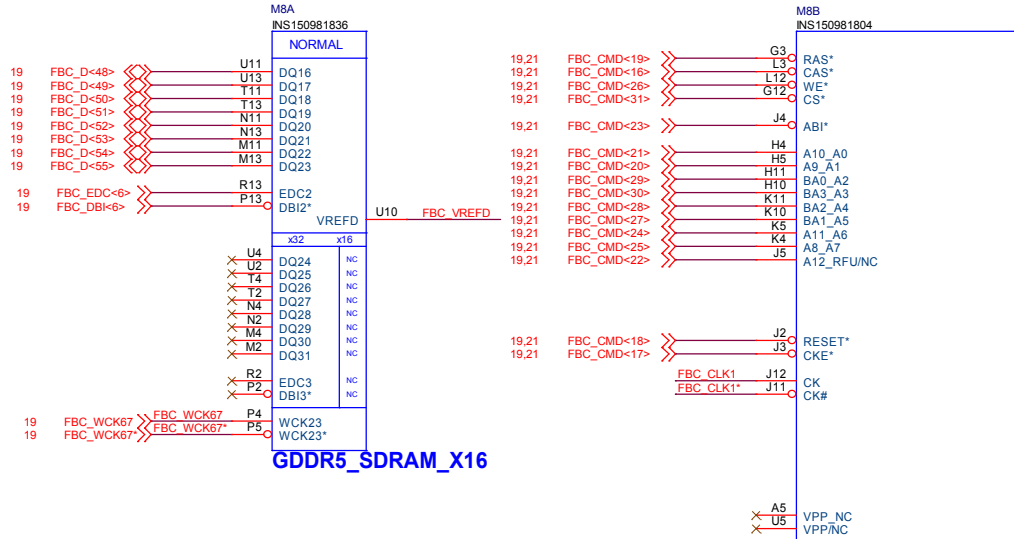 M8A
INS150981836
NORMAL
19 FBC_D<48> U11 DQ16
19 FBC_D<49> U13 DQ17
19 FBC_D<50> T11 DQ18
19 FBC_D<51> T13 DQ19
19 FBC_D<52> N11 DQ20
19 FBC_D<53> N13 DQ21
19 FBC_D<54> M11 DQ22
19 FBC_D<55> M13 DQ23
19 FBC_EDC<6> R13 EDC2
19 FBC_DBI<6> P13 DBI2*
VREFD U10 FBC_VREFD
x32 x16
U4 DQ24 NC
U2 DQ25 NC
T4 DQ26 NC
T2 DQ27 NC
N4 DQ28 NC
N2 DQ29 NC
M4 DQ30 NC
M2 DQ31 NC
R2 EDC3 NC
P2 DBI3* NC
19 FBC_WCK67 FBC_WCK67 P4 WCK23
19 FBC_WCK67* FBC_WCK67* P5 WCK23*
GDDR5_SDRAM_X16
M8B
INS150981804
19,21 FBC_CMD<19> G3 RAS*
19,21 FBC_CMD<16> L3 CAS*
19,21 FBC_CMD<26> L12 WE*
19,21 FBC_CMD<31> G12 CS*
19,21 FBC_CMD<23> J4 ABI*
19,21 FBC_CMD<21> H4 A10_A0
19,21 FBC_CMD<20> H5 A9_A1
19,21 FBC_CMD<29> H11 BA0_A2
19,21 FBC_CMD<30> H10 BA3_A3
19,21 FBC_CMD<28> K11 BA2_A4
19,21 FBC_CMD<27> K10 BA1_A5
19,21 FBC_CMD<24> K5 A11_A6
19,21 FBC_CMD<25> K4 A8_A7
19,21 FBC_CMD<22> J5 A12_RFU/NC
19,21 FBC_CMD<18> J2 RESET*
19,21 FBC_CMD<17> J3 CKE*
FBC_CLK1 J12 CK
FBC_CLK1* J11 CK#
A5 VPP_NC
U5 VPP/NC